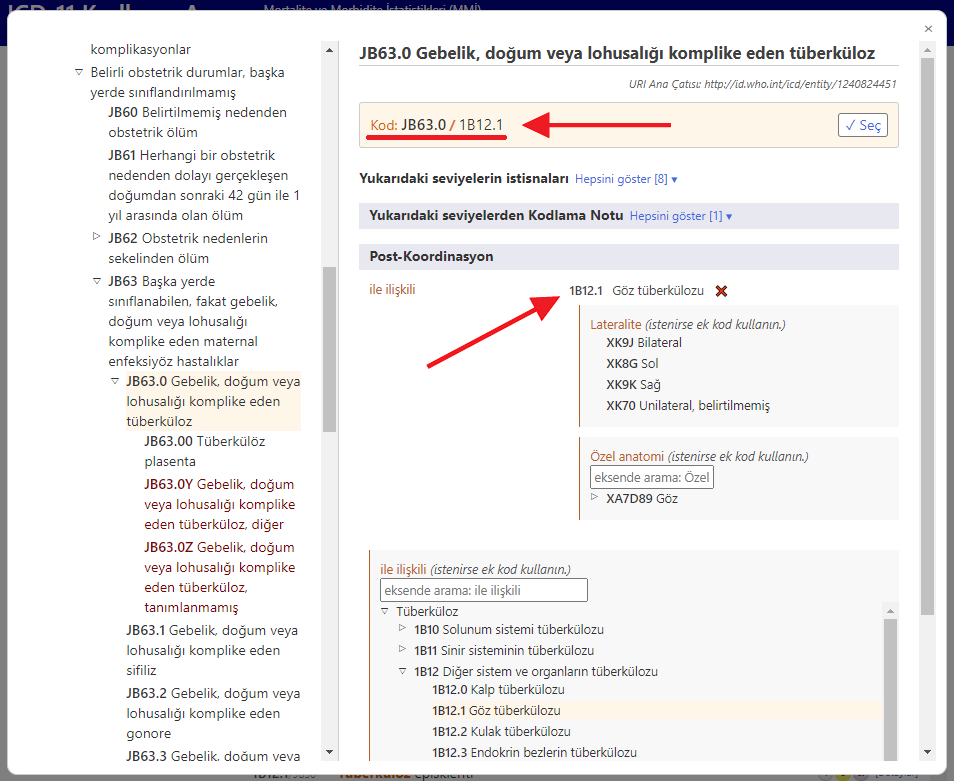 Mortalite ve Morbidite İstatistikleri (MMİ)
×
komplikasyonlar
Belirli obstetrik durumlar, başka
yerde sınıflandırılmamış
JB60 Belirtilmemiş nedenden
obstetrik ölüm
JB61 Herhangi bir obstetrik
nedenden dolayı gerçekleşen
doğumdan sonraki 42 gün ile 1
yıl arasında olan ölüm
JB62 Obstetrik nedenlerin
sekelinden ölüm
JB63 Başka yerde
sınıflanabilen, fakat gebelik,
doğum veya lohusalığı
komplike eden maternal
enfeksiyöz hastalıklar
JB63.0 Gebelik, doğum veya
lohusalığı komplike eden
tüberküloz
JB63.00 Tüberkülöz
plasenta
JB63.0Y Gebelik, doğum
veya lohusalığı komplike
eden tüberküloz, diğer
JB63.0Z Gebelik, doğum
veya lohusalığı komplike
eden tüberküloz,
tanımlanmamış
JB63.1 Gebelik, doğum veya
lohusalığı komplike eden
sifiliz
JB63.2 Gebelik, doğum veya
lohusalığı komplike eden
gonore
JB63.3 Gebelik, doğum veya
JB63.0 Gebelik, doğum veya lohusalığı komplike eden tüberküloz
URI Ana Çatısı: http://id.who.int/icd/entity/1240824451
Kod: JB63.0 / 1B12.1
✓ Seç
Yukarıdaki seviyelerin istisnaları Hepsini göster [8] ▾
Yukarıdaki seviyelerden Kodlama Notu Hepsini göster [1] ▾
Post-Koordinasyon
ile ilişkili
1B12.1 Göz tüberkülozu
Lateralite (istenirse ek kod kullanın.)
XK9J Bilateral
XK8G Sol
XK9K Sağ
XK70 Unilateral, belirtilmemiş
Özel anatomi (istenirse ek kod kullanın.)
eksende arama: Özel
XA7D89 Göz
ile ilişkili (istenirse ek kod kullanın.)
eksende arama: ile ilişkili
Tüberküloz
1B10 Solunum sistemi tüberkülozu
1B11 Sinir sisteminin tüberkülozu
1B12 Diğer sistem ve organların tüberkülozu
1B12.0 Kalp tüberkülozu
1B12.1 Göz tüberkülozu
1B12.2 Kulak tüberkülozu
1B12.3 Endokrin bezlerin tüberkülozu